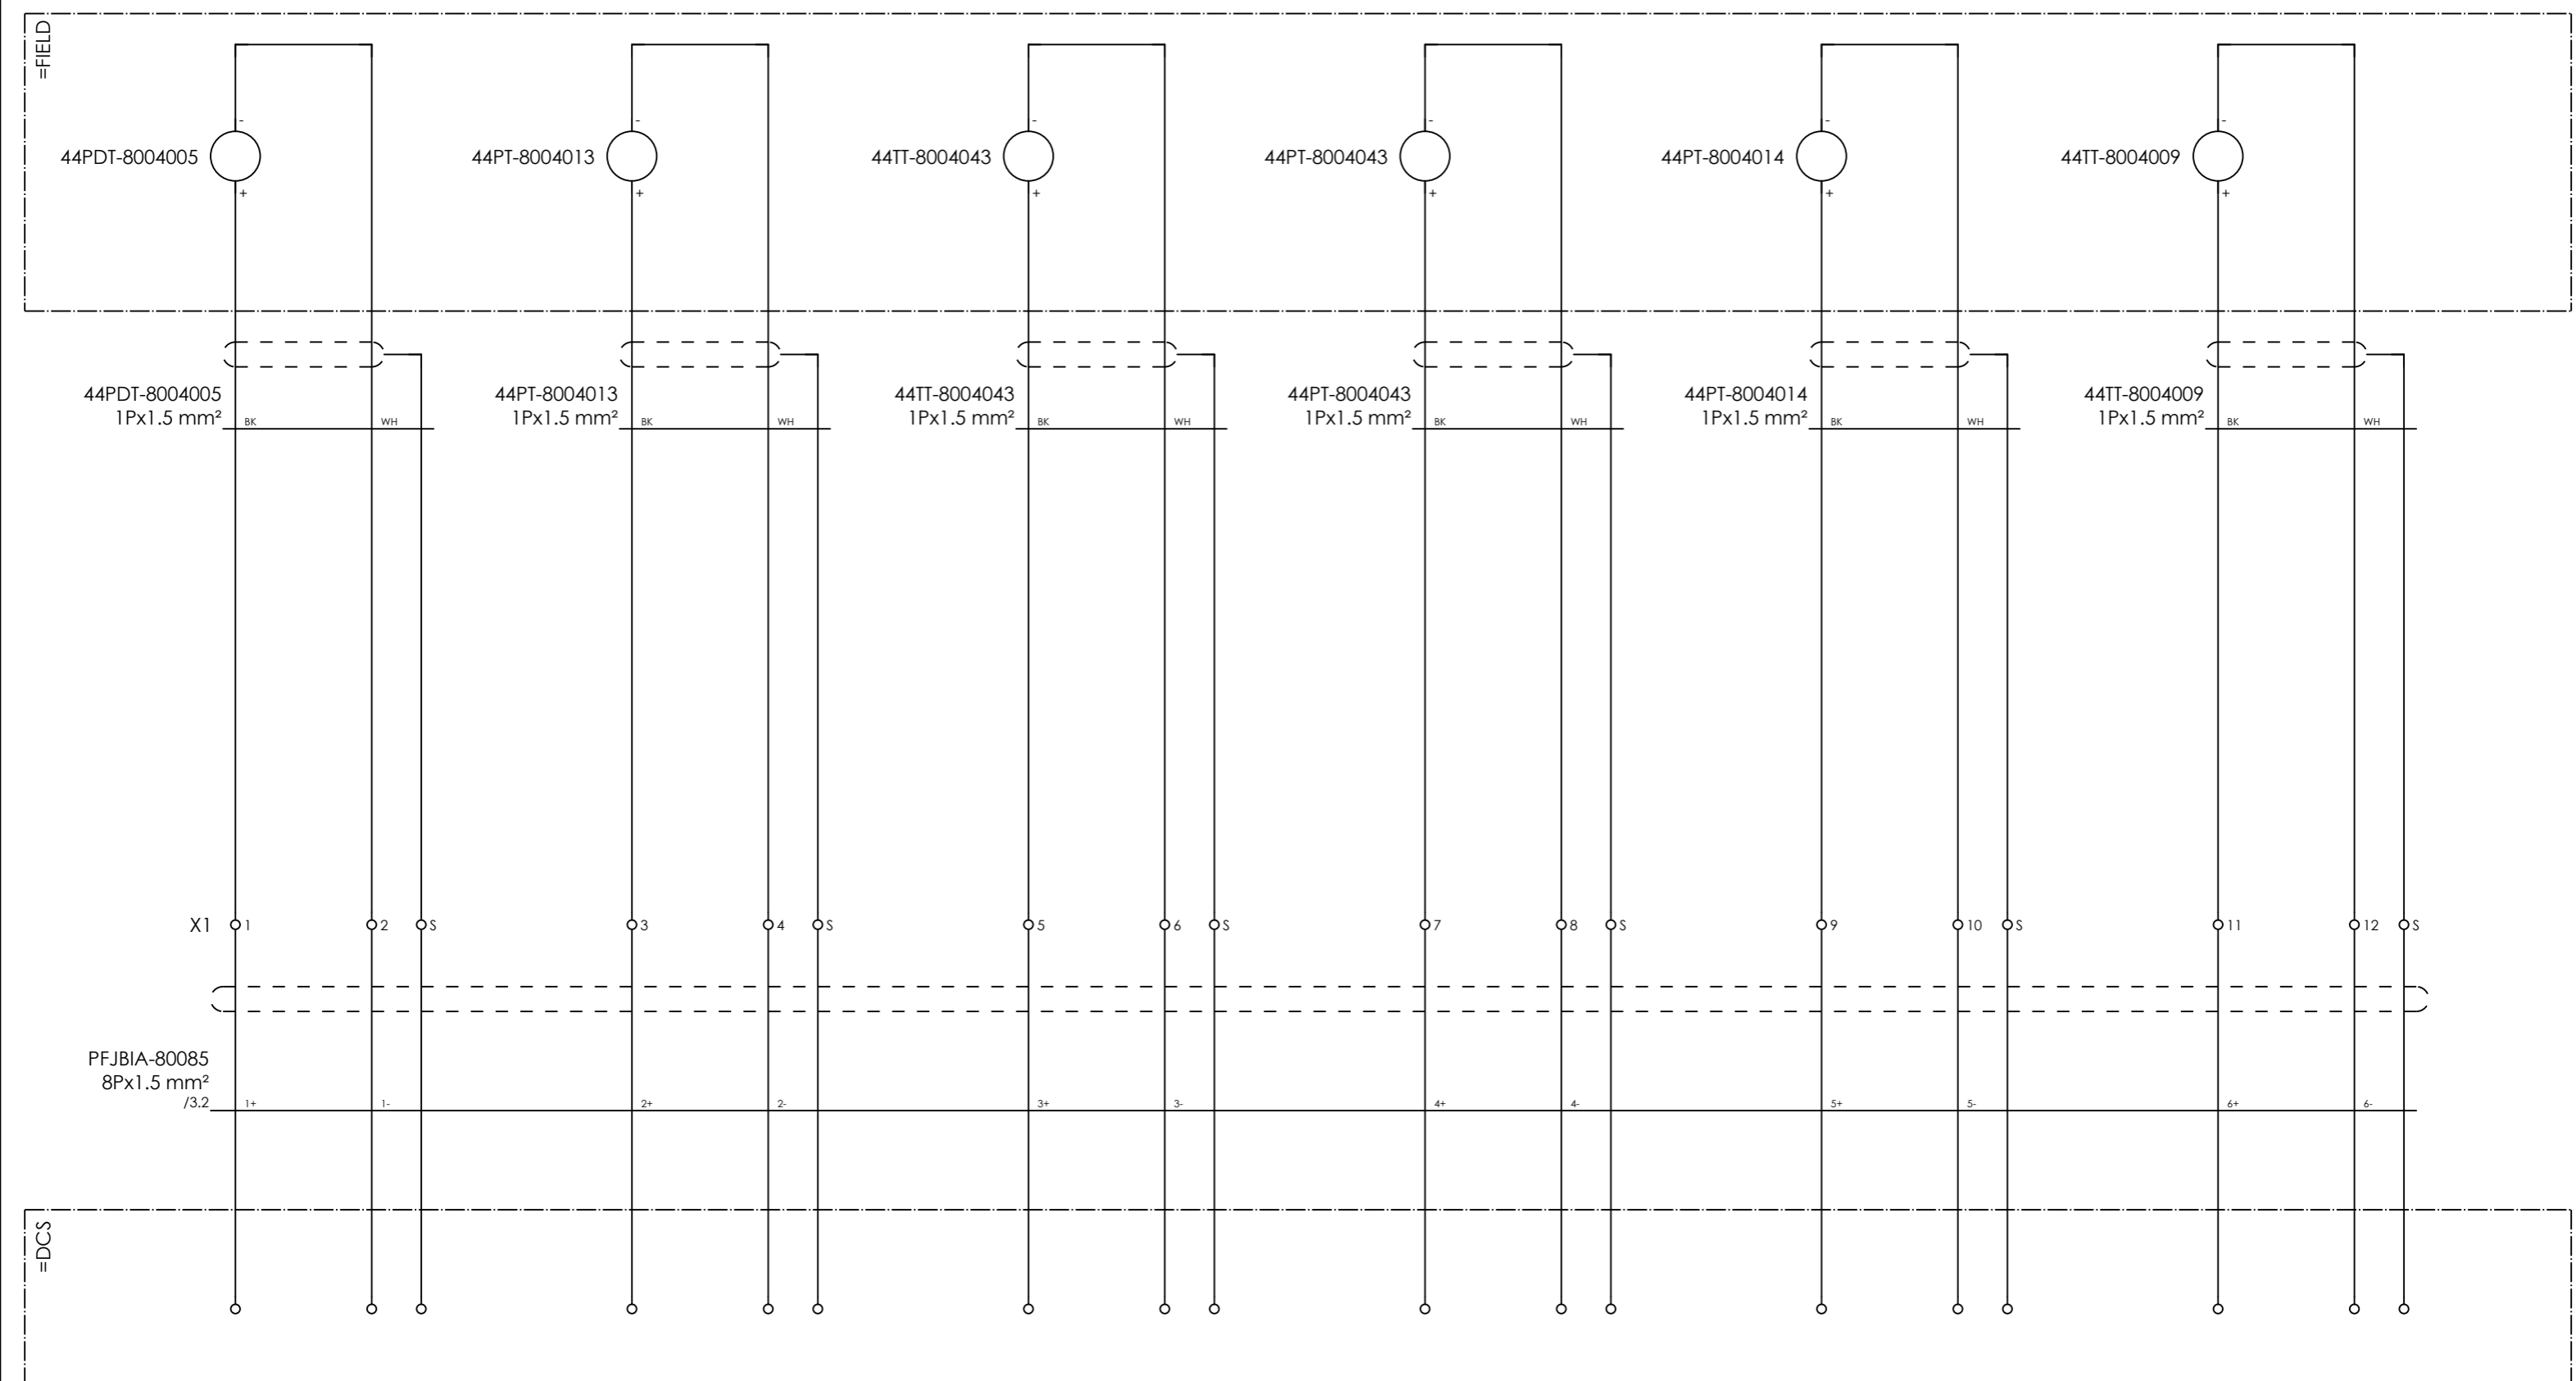 =FIELD
- - - - - -
44PDT-8004005 44PT-8004013 44TT-8004043 44PT-8004043 44PT-8004014 44TT-8004009
+ + + + + +
44PDT-8004005 44PT-8004013 44TT-8004043 44PT-8004043 44PT-8004014 44TT-8004009
1Px1.5 mm² 1Px1.5 mm² 1Px1.5 mm² 1Px1.5 mm² 1Px1.5 mm² 1Px1.5 mm²
BK WH BK WH BK WH BK WH BK WH BK WH
X1 1 2 S 3 4 S 5 6 S 7 8 S 9 10 S 11 12 S
PFJBIA-80085
8Px1.5 mm²
/3.2 1+ 1- 2+ 2- 3+ 3- 4+ 4- 5+ 5- 6+ 6-
=DCS